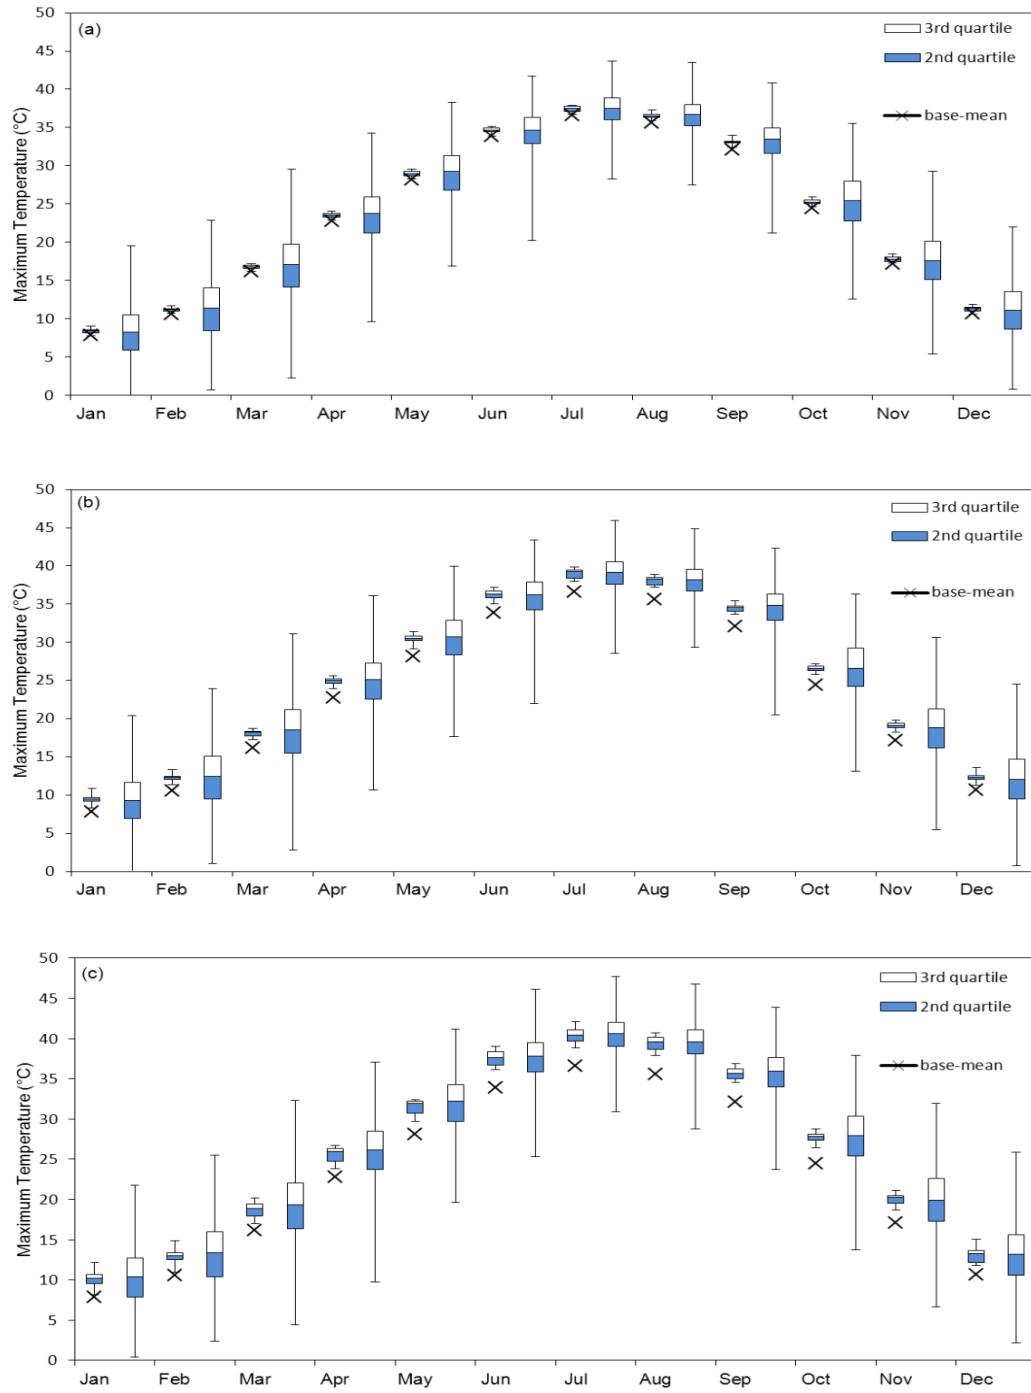 (a)
3rd quartile
2nd quartile
base-mean
Maximum Temperature (°C)
50
45
40
35
30
25
20
15
10
5
0
Jan Feb Mar Apr May Jun Jul Aug Sep Oct Nov Dec
(b)
3rd quartile
2nd quartile
base-mean
Maximum Temperature (°C)
50
45
40
35
30
25
20
15
10
5
0
Jan Feb Mar Apr May Jun Jul Aug Sep Oct Nov Dec
(c)
3rd quartile
2nd quartile
base-mean
Maximum Temperature (°C)
50
45
40
35
30
25
20
15
10
5
0
Jan Feb Mar Apr May Jun Jul Aug Sep Oct Nov Dec